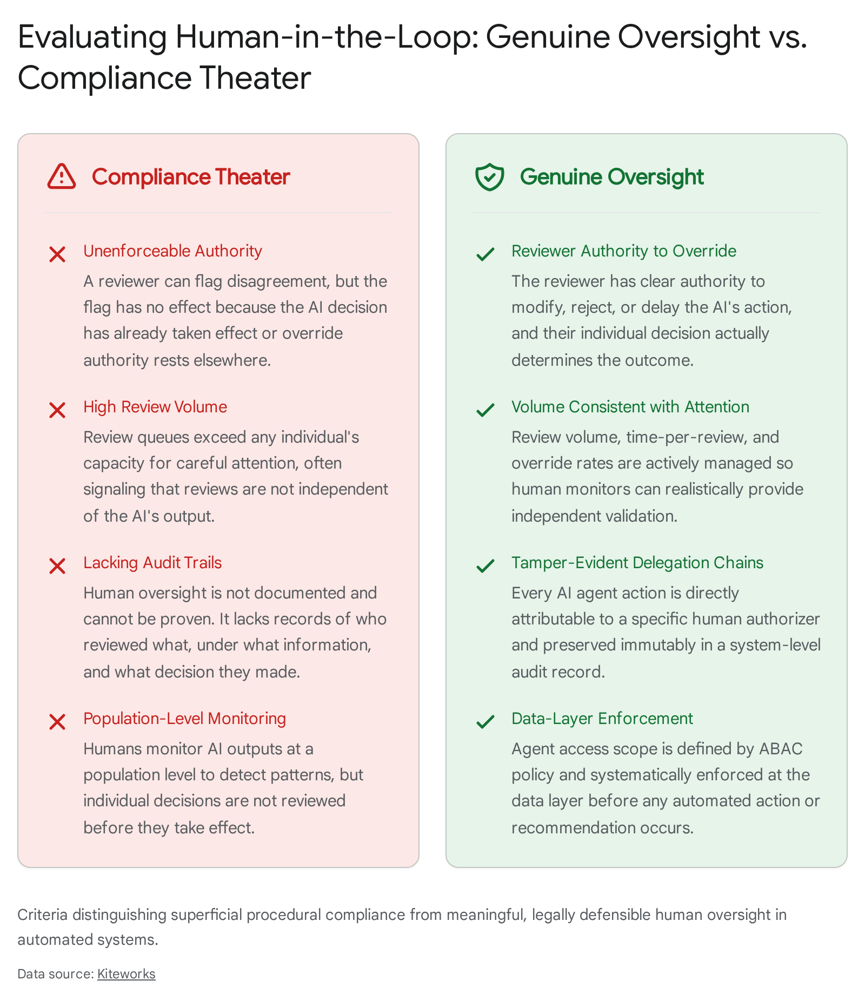 Evaluating Human-in-the-Loop: Genuine Oversight vs.
Compliance Theater
Compliance Theater
Unenforceable Authority
A reviewer can flag disagreement, but the
flag has no effect because the AI decision
has already taken effect or override
authority rests elsewhere.
High Review Volume
Review queues exceed any individual's
capacity for careful attention, often
signaling that reviews are not independent
of the AI's output.
Lacking Audit Trails
Human oversight is not documented and
cannot be proven. It lacks records of who
reviewed what, under what information,
and what decision they made.
Population-Level Monitoring
Humans monitor AI outputs at a
population level to detect patterns, but
individual decisions are not reviewed
before they take effect.
Genuine Oversight
Reviewer Authority to Override
The reviewer has clear authority to
modify, reject, or delay the AI's action,
and their individual decision actually
determines the outcome.
Volume Consistent with Attention
Review volume, time-per-review, and
override rates are actively managed so
human monitors can realistically provide
independent validation.
Tamper-Evident Delegation Chains
Every AI agent action is directly
attributable to a specific human authorizer
and preserved immutably in a system-level
audit record.
Data-Layer Enforcement
Agent access scope is defined by ABAC
policy and systematically enforced at the
data layer before any automated action or
recommendation occurs.
Criteria distinguishing superficial procedural compliance from meaningful, legally defensible human oversight in
automated systems.
Data source: Kiteworks